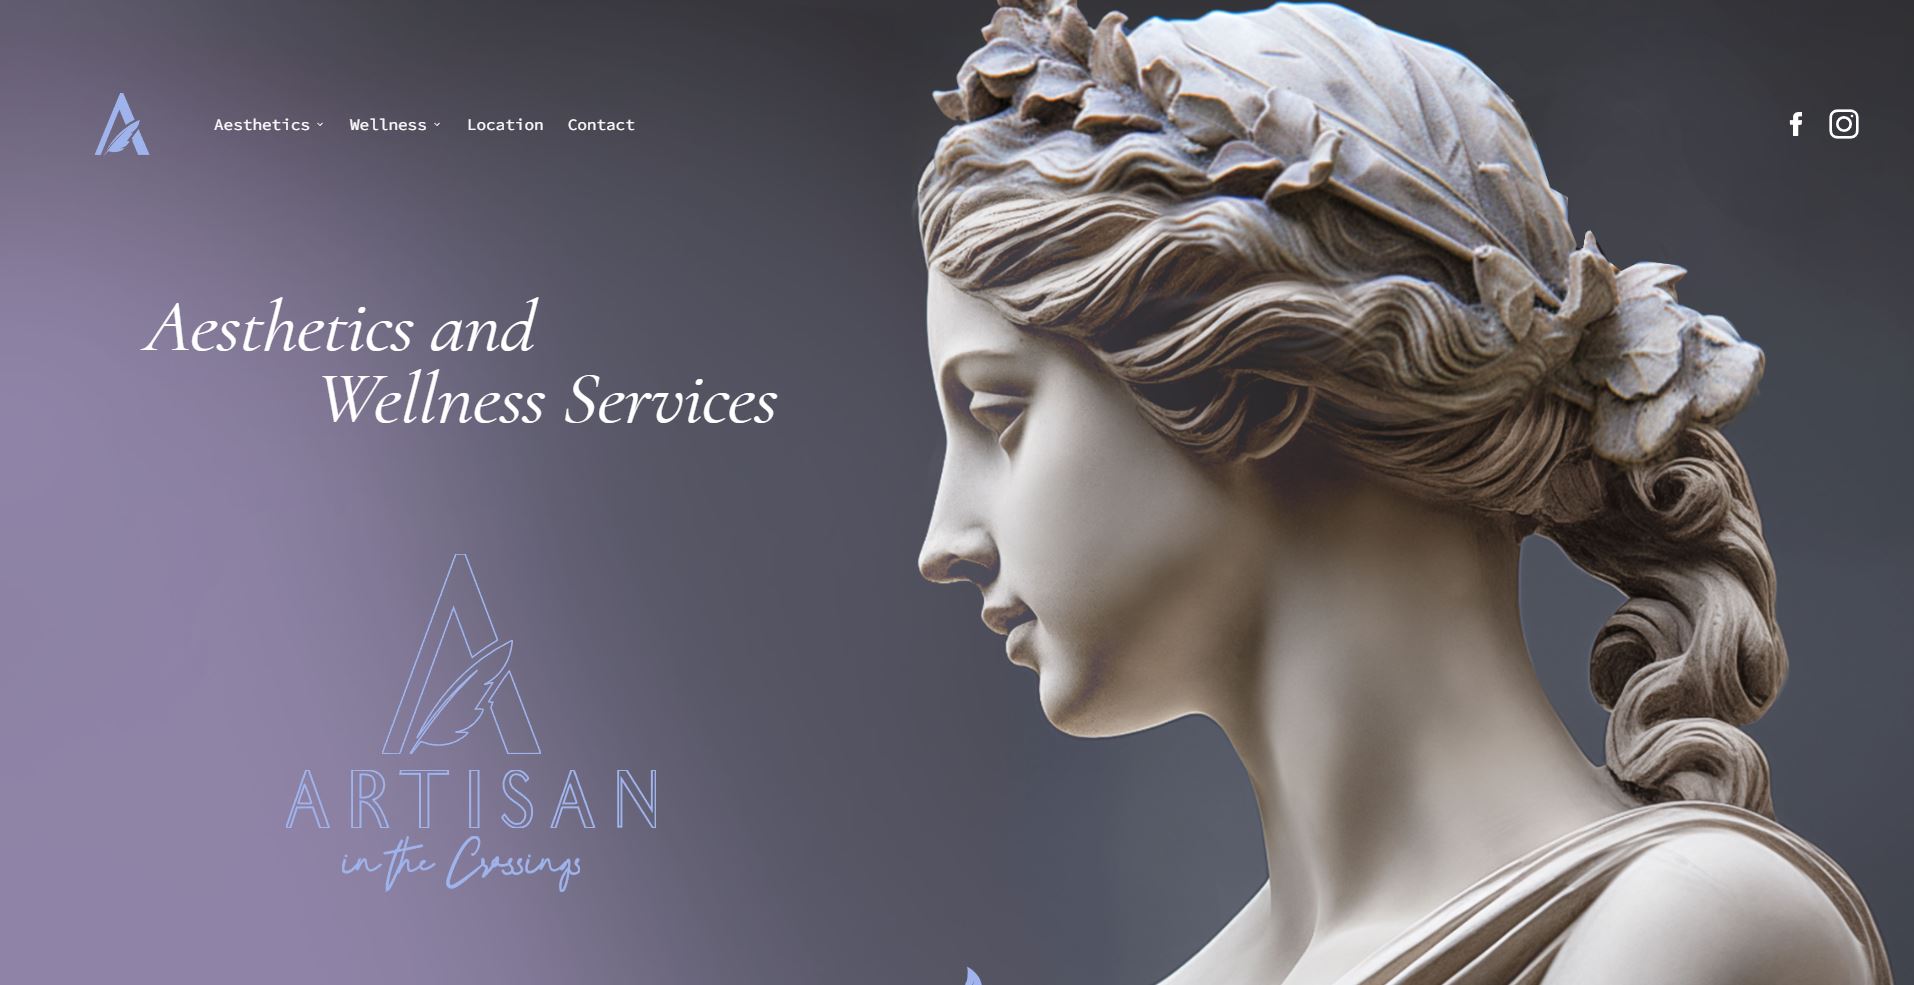 Aesthetics Wellness Location Contact
Aesthetics and
Wellness Services
ARTISAN
in the Crossings